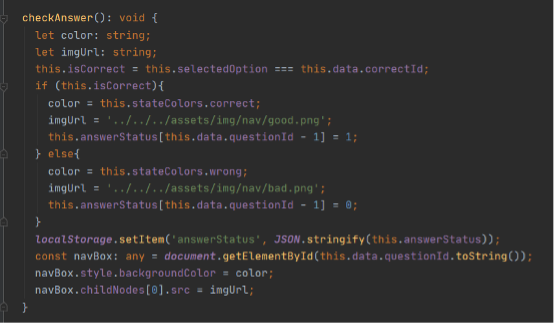 checkAnswer(): void {
let color: string;
let imgUrl: string;
this.isCorrect = this.selectedOption === this.data.correctId;
if (this.isCorrect){
color = this.stateColors.correct;
imgUrl = '../../../assets/img/nav/good.png';
this.answerStatus[this.data.questionId - 1] = 1;
} else{
color = this.stateColors.wrong;
imgUrl = '../../../assets/img/nav/bad.png';
this.answerStatus[this.data.questionId - 1] = 0;
}
localStorage.setItem('answerStatus', JSON.stringify(this.answerStatus));
const navBox: any = document.getElementById(this.data.questionId.toString());
navBox.style.backgroundColor = color;
navBox.childNodes[0].src = imgUrl;
}